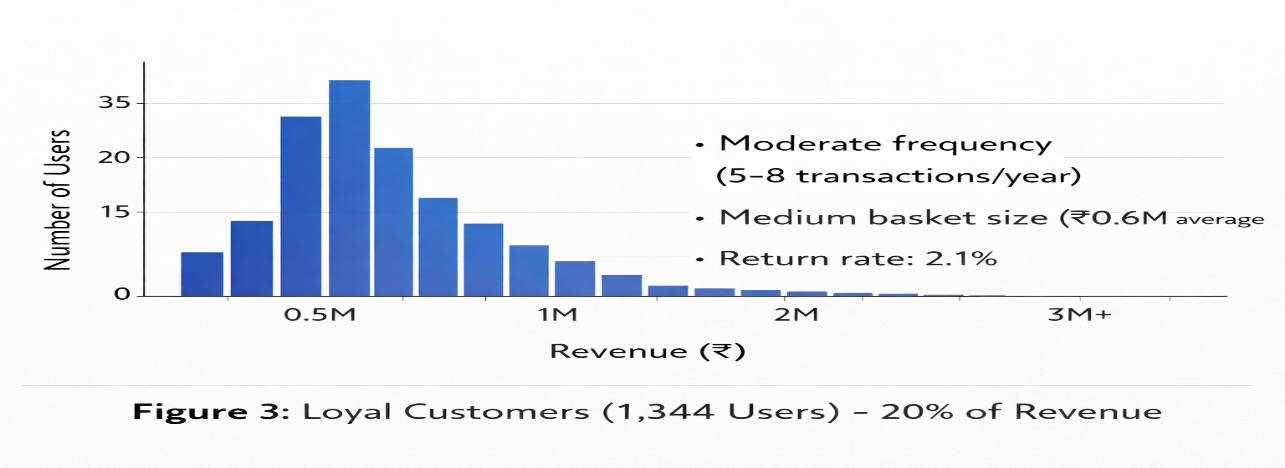 Number of Users
35
20
15
0
• Moderate frequency
(5–8 transactions/year)
• Medium basket size (₹0.6M average
• Return rate: 2.1%
0.5M 1M 2M 3M+
Revenue (₹)
Figure 3: Loyal Customers (1,344 Users) – 20% of Revenue